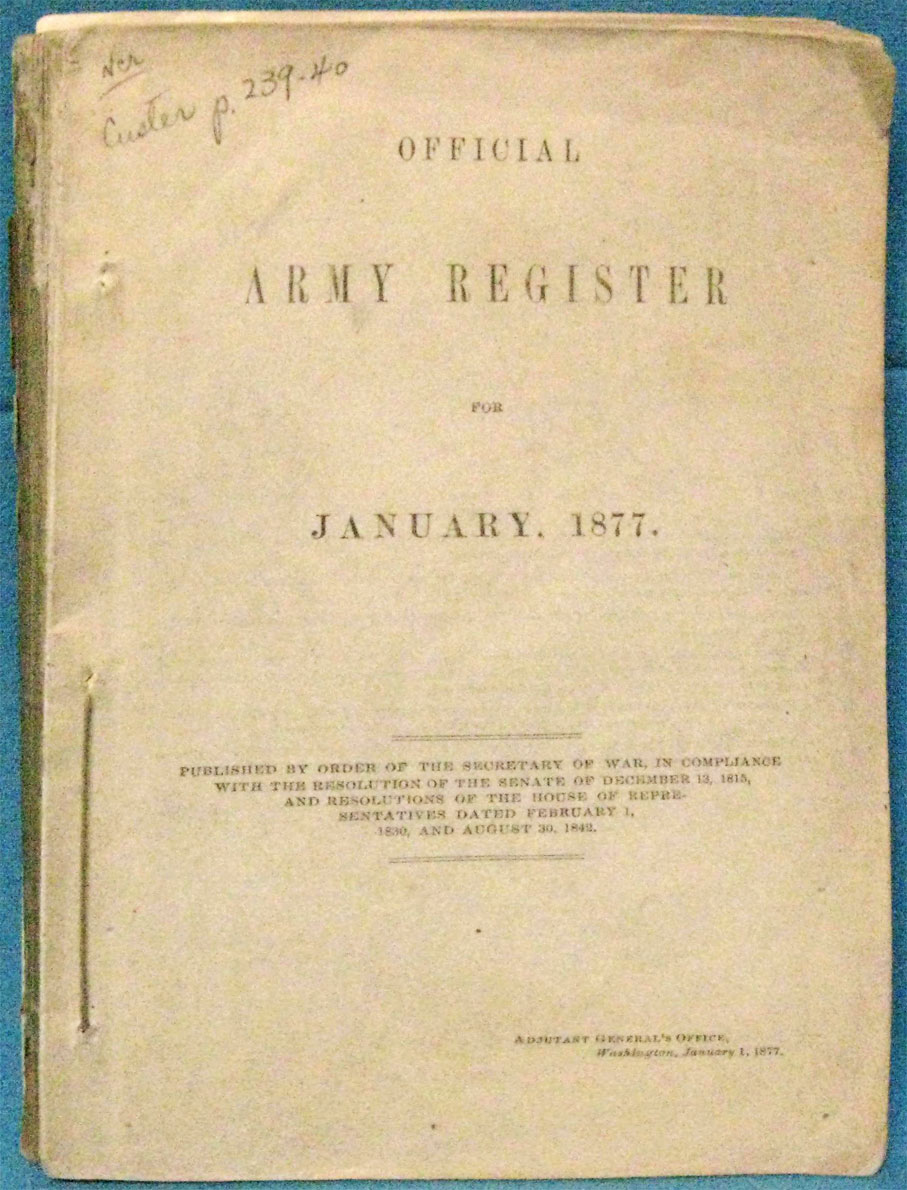 Custer p. 239-40
OFFICIAL
ARMY REGISTER
FOR
JANUARY, 1877.
PUBLISHED BY ORDER OF THE SECRETARY OF WAR, IN COMPLIANCE
WITH THE RESOLUTION OF THE SENATE OF DECEMBER 13, 1815,
AND RESOLUTIONS OF THE HOUSE OF REPRE-
SENTATIVES DATED FEBRUARY 1,
1830, AND AUGUST 30, 1842.
ADJUTANT GENERAL'S OFFICE,
Washington, January 1, 1877.